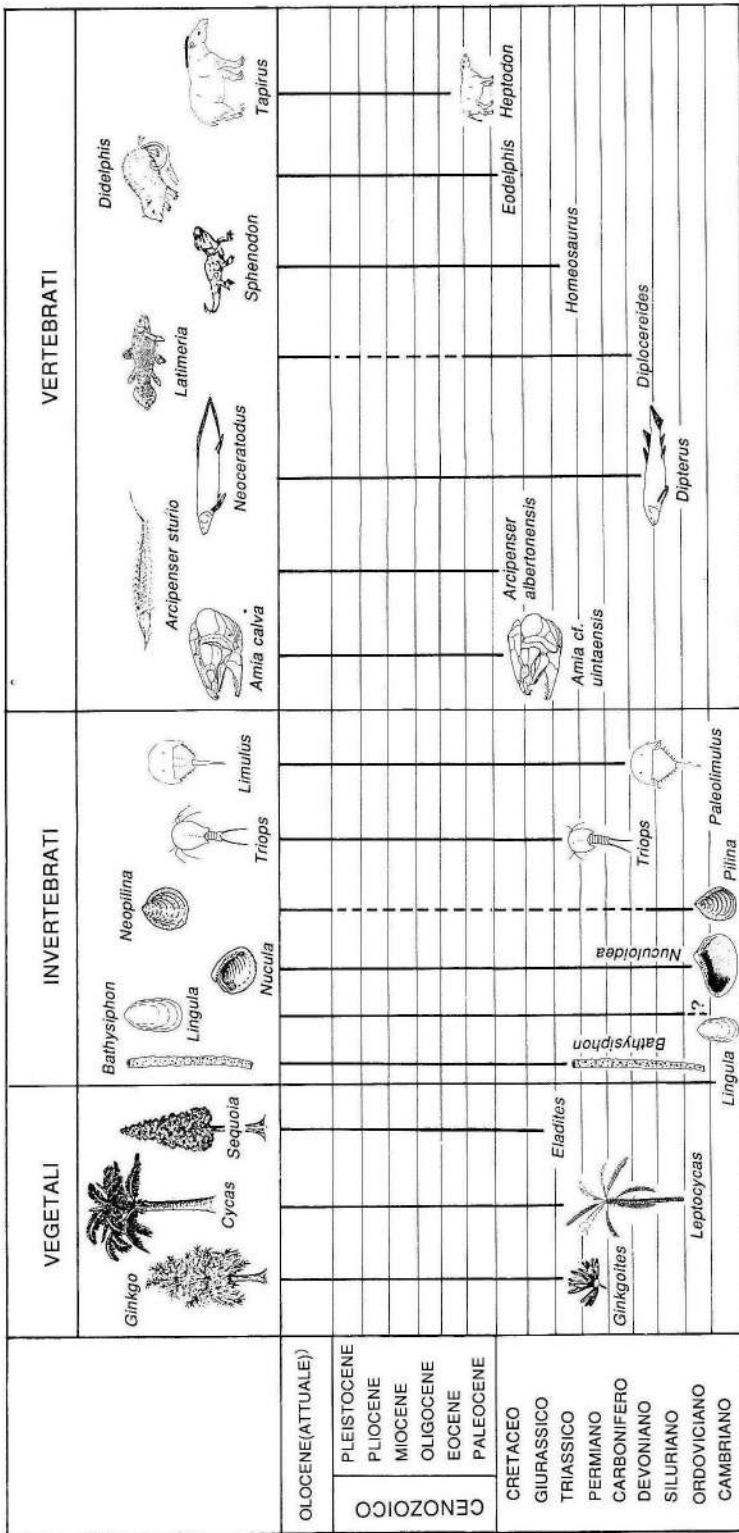 VEGETALI
INVERTEBRATI
VERTEBRATI
Ginkgo
Cycas
Sequoia
Bathysiphon
Lingula
Nucula
Neopilina
Triops
Limulus
Amia calva
Arcipenser sturio
Neoceratodus
Latimeria
Sphenodon
Didelphis
Tapirus
OLOCENE(ATTUALE))
CENOZOICO
PLEISTOCENE
PLIOCENE
MIOCENE
OLIGOCENE
EOCENE
PALEOCENE
CRETACEO
GIURASSICO
TRIASSICO
PERMIANO
CARBONIFERO
DEVONIANO
SILURIANO
ORDOVICIANO
CAMBRIANO
Ginkgoites
Leptocycas
Eladites
Bathysiphon
Lingula
?
Nuculoidea
Pilina
Triops
Paleolimulus
Amia cf.
uintaensis
Arcipenser
albertonensis
Dipterus
Diplocereides
Homeosaurus
Eodelphis
Heptodon